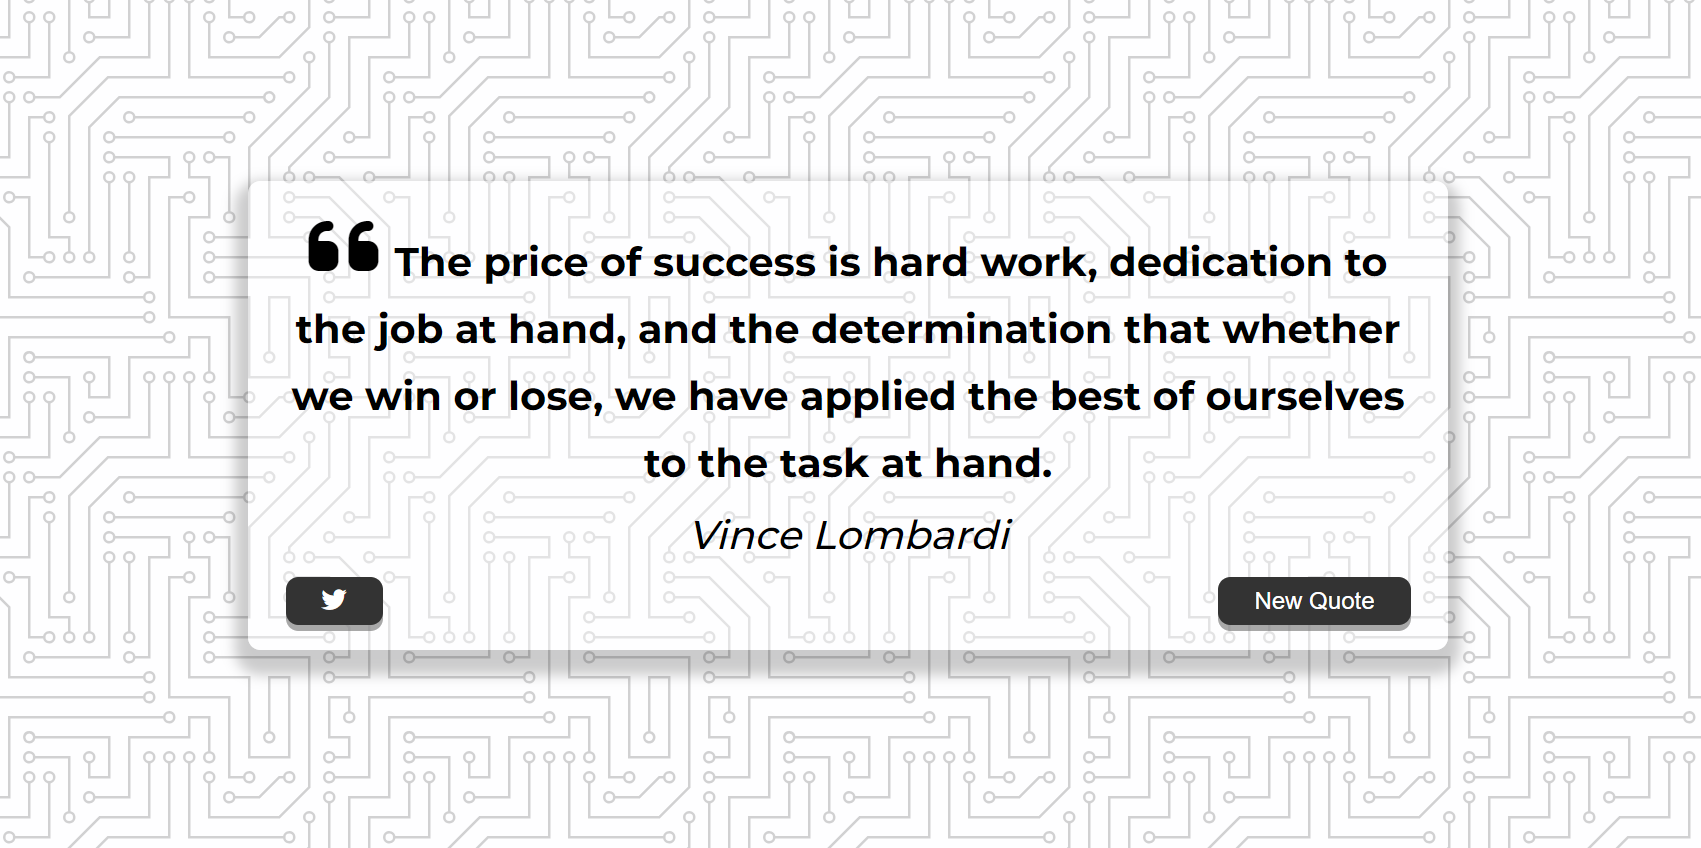 ❝ The price of success is hard work, dedication to
the job at hand, and the determination that whether
we win or lose, we have applied the best of ourselves
to the task at hand.
Vince Lombardi
New Quote